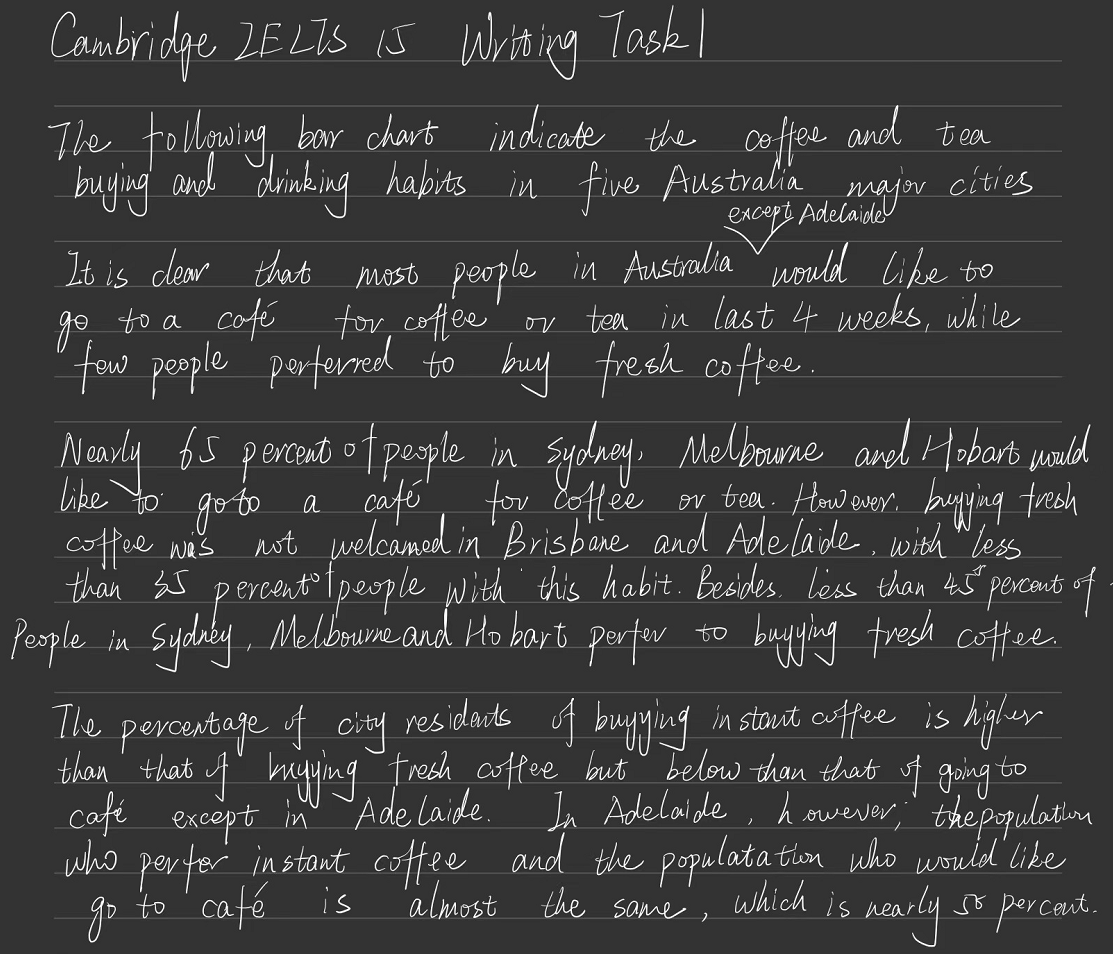 Cambridge IELTS 15 Writing Task1
The following bar chart indicate the coffee and tea
buying and drinking habits in five Australia major cities
except Adelaide
It is clear that most people in Australia would like to
go to a café for coffee or tea in last 4 weeks, while
few people perferred to buy fresh coffee.
Nearly 65 percent of people in Sydney, Melbourne and Hobart would
like to go to a café for coffee or tea. However, buyying fresh
coffee was not welcamed in Brisbane and Adelaide, with less
than 35 percent of people with this habit. Besides, less than 45 percent of
People in Sydney, Melbourne and Hobart perfer to buyying fresh coffee.
The percentage of city residents of buyying instant coffee is higher
than that of buyying fresh coffee but below than that of going to
café except in Adelaide. In Adelaide, however, the population
who perfer instant coffee and the populatation who would like
go to café is almost the same, which is nearly 50 percent.